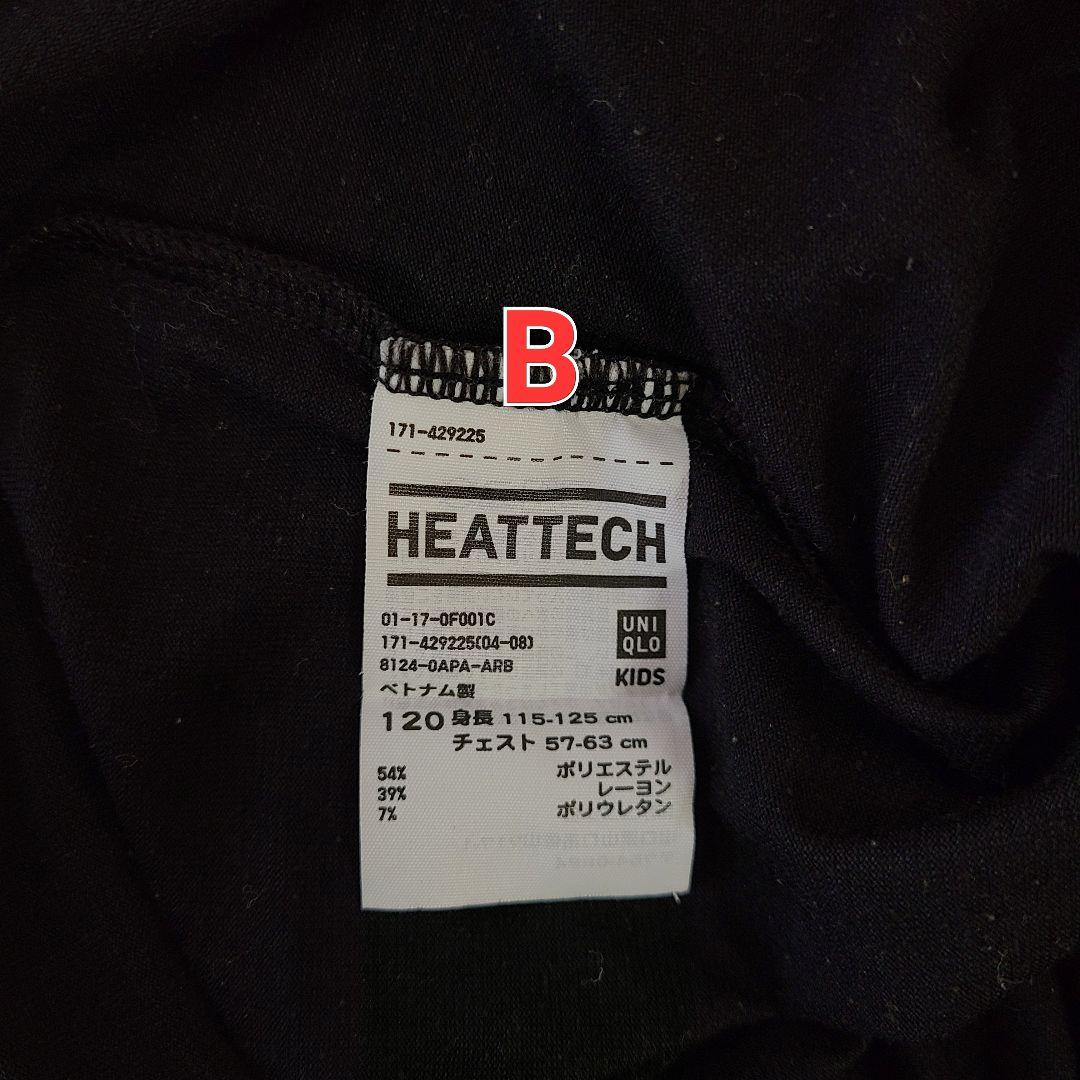 B
171-429225
HEATTECH
01-17-0F001C
171-429225(04-08)
8124-0APA-ARB
UNI
QLO
KIDS
ベトナム製
120 身長 115-125 cm
チェスト 57-63 cm
54% ポリエステル
39% レーヨン
7% ポリウレタン